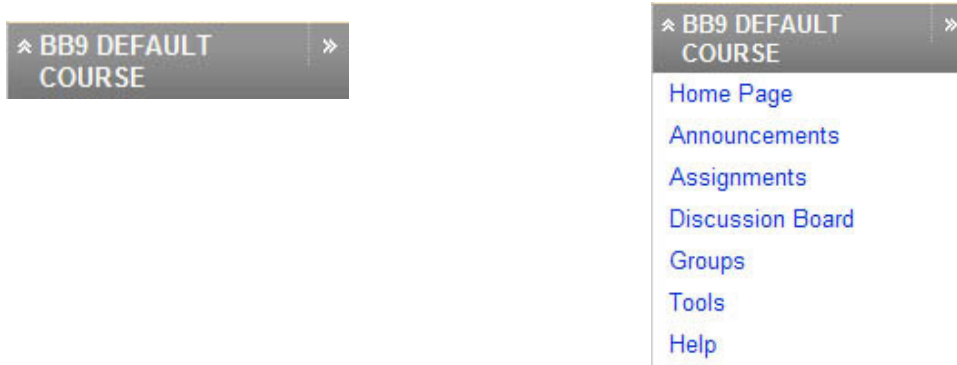 BB9 DEFAULT
COURSE
BB9 DEFAULT
COURSE
Home Page
Announcements
Assignments
Discussion Board
Groups
Tools
Help